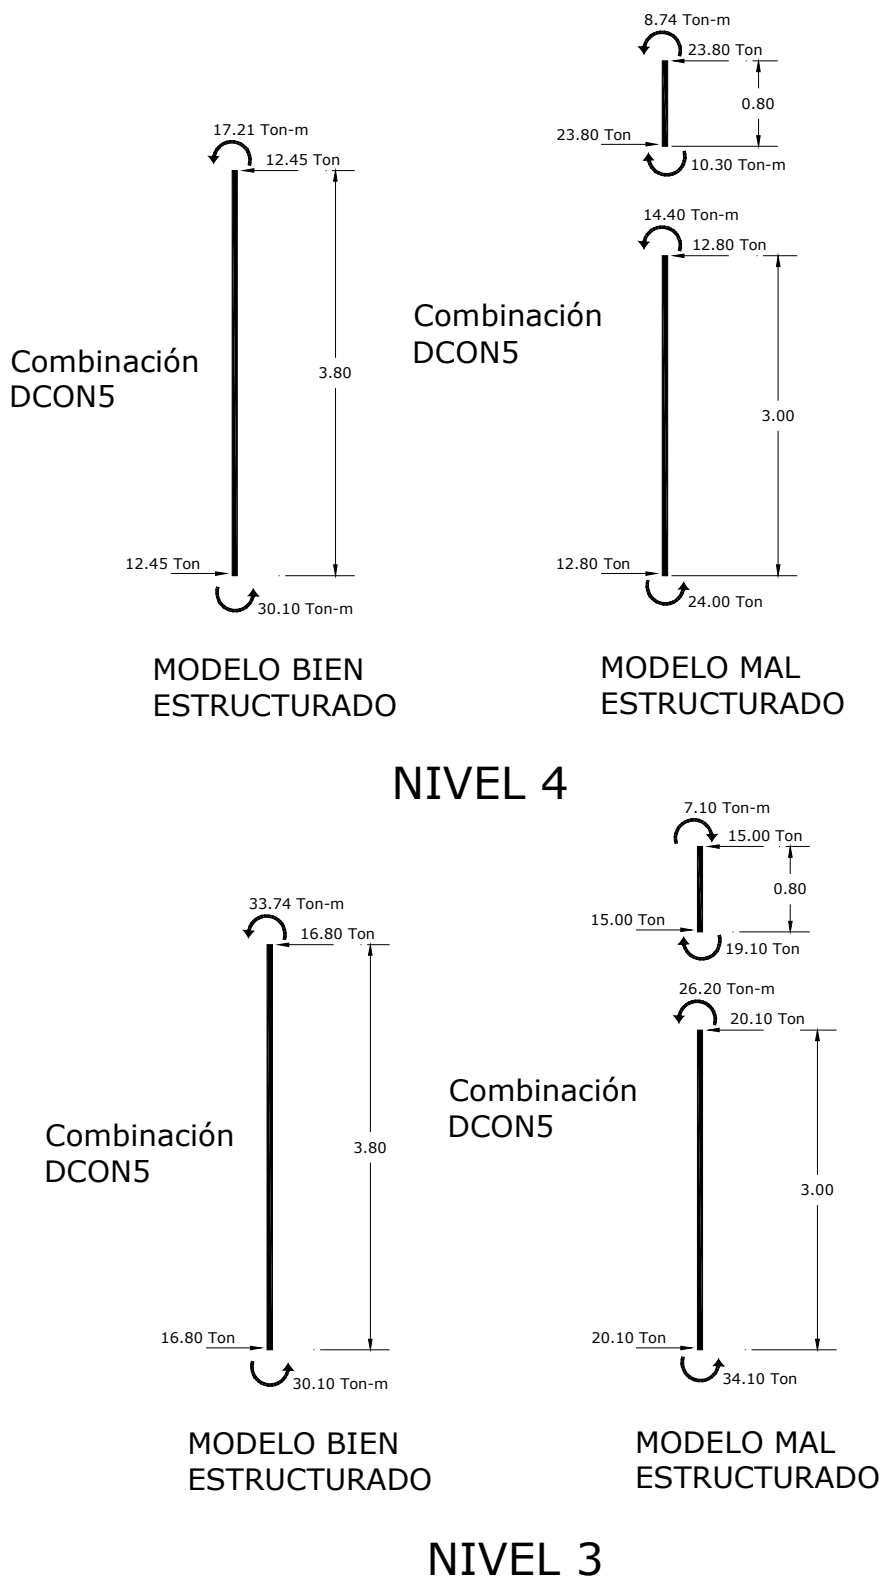 8.74 Ton-m
23.80 Ton
0.80
23.80 Ton
10.30 Ton-m
17.21 Ton-m
12.45 Ton
3.80
Combinación
DCON5
12.45 Ton
30.10 Ton-m
MODELO BIEN
ESTRUCTURADO
14.40 Ton-m
12.80 Ton
Combinación
DCON5
3.00
12.80 Ton
24.00 Ton
MODELO MAL
ESTRUCTURADO
NIVEL 4
7.10 Ton-m
15.00 Ton
0.80
15.00 Ton
19.10 Ton
33.74 Ton-m
16.80 Ton
3.80
Combinación
DCON5
16.80 Ton
30.10 Ton-m
MODELO BIEN
ESTRUCTURADO
26.20 Ton-m
20.10 Ton
Combinación
DCON5
3.00
20.10 Ton
34.10 Ton
MODELO MAL
ESTRUCTURADO
NIVEL 3